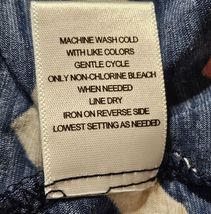 MACHINE WASH COLD
WITH LIKE COLORS
GENTLE CYCLE
ONLY NON-CHLORINE BLEACH
WHEN NEEDED
LINE DRY
IRON ON REVERSE SIDE
LOWEST SETTING AS NEEDED